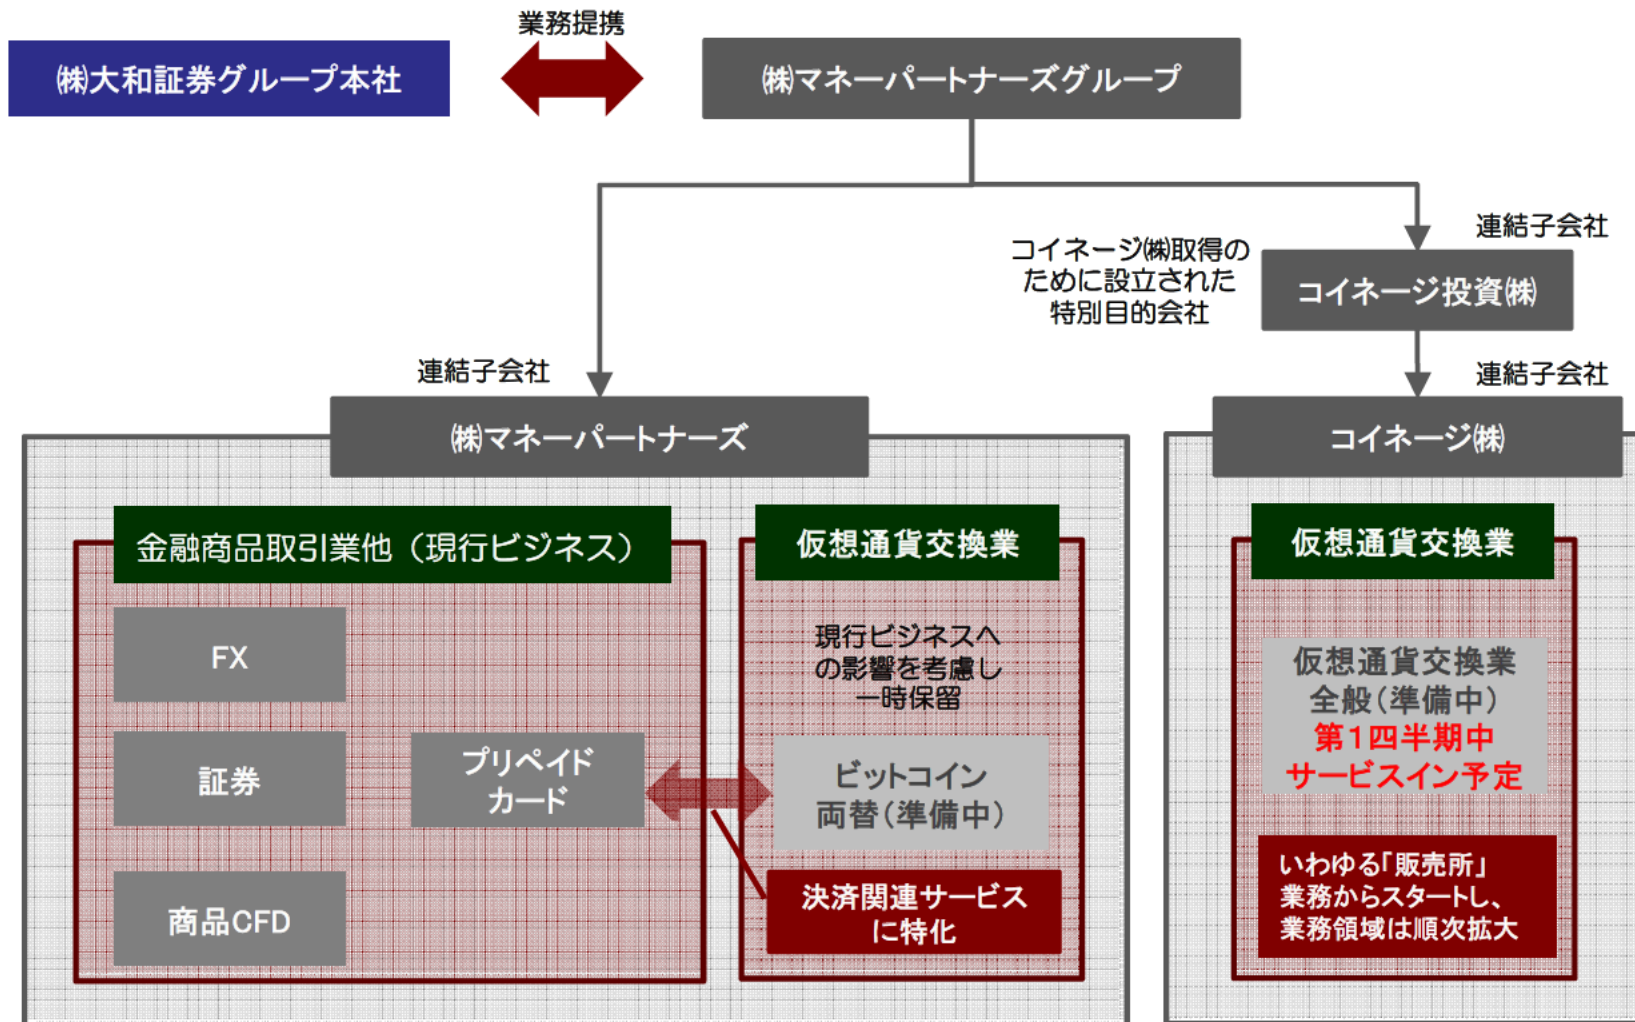 業務提携
㈱大和証券グループ本社
㈱マネーパートナーズグループ
連結子会社
コイネージ㈱取得の
ために設立された
特別目的会社
コイネージ投資㈱
連結子会社
連結子会社
㈱マネーパートナーズ
コイネージ㈱
金融商品取引業他（現行ビジネス）
FX
証券
商品CFD
プリペイド
カード
仮想通貨交換業
現行ビジネスへ
の影響を考慮し
一時保留
ビットコイン
両替(準備中)
決済関連サービス
に特化
仮想通貨交換業
仮想通貨交換業
全般(準備中)
第1四半期中
サービスイン予定
いわゆる「販売所」
業務からスタートし、
業務領域は順次拡大